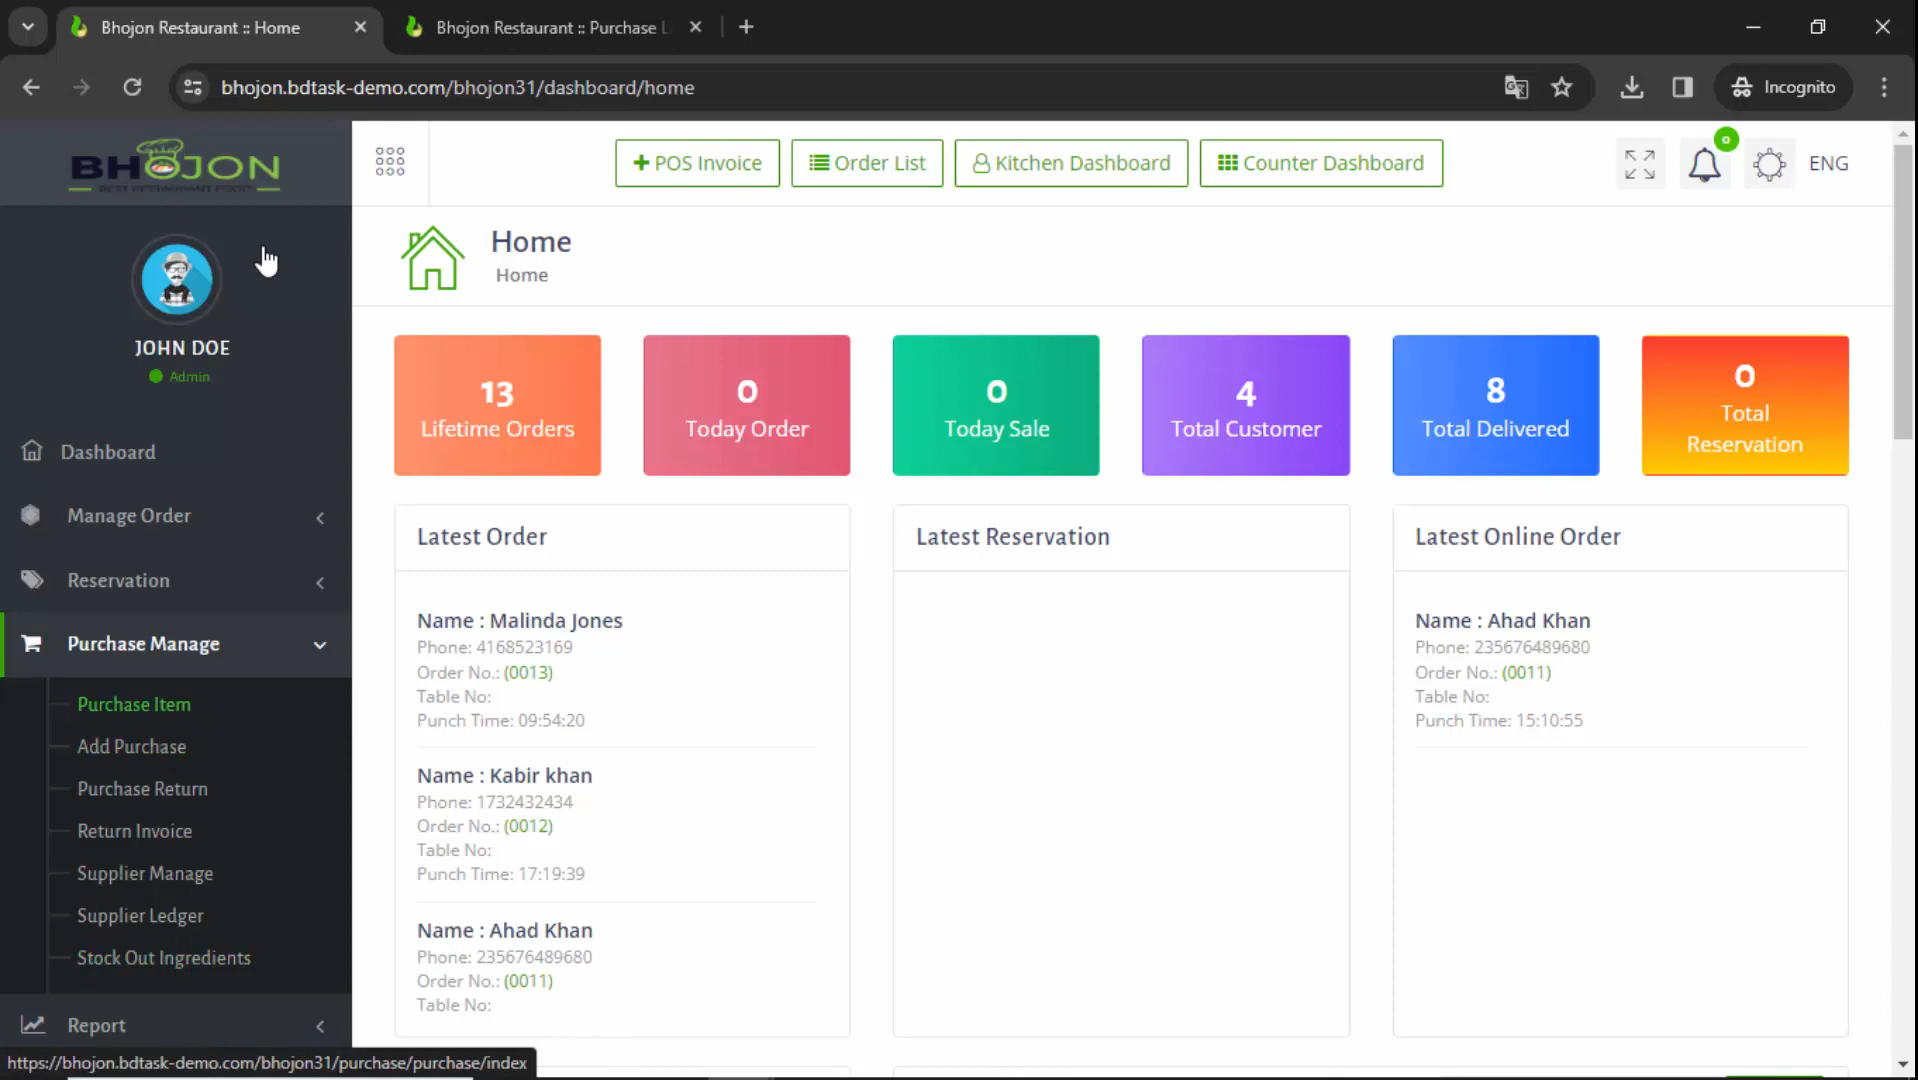 Bhojon Restaurant :: Home
Bhojon Restaurant :: Purchase L
bhojon.bdtask-demo.com/bhojon31/dashboard/home
Incognito
BHOJON
BEST RESTAURANT FOOD
POS Invoice
Order List
Kitchen Dashboard
Counter Dashboard
0
ENG
JOHN DOE
Admin
Dashboard
Manage Order
Reservation
Purchase Manage
Purchase Item
Add Purchase
Purchase Return
Return Invoice
Supplier Manage
Supplier Ledger
Stock Out Ingredients
Report
Home
Home
13
Lifetime Orders
0
Today Order
0
Today Sale
4
Total Customer
8
Total Delivered
0
Total
Reservation
Latest Order
Name : Malinda Jones
Phone: 4168523169
Order No.: (0013)
Table No:
Punch Time: 09:54:20
Name : Kabir khan
Phone: 1732432434
Order No.: (0012)
Table No:
Punch Time: 17:19:39
Name : Ahad Khan
Phone: 235676489680
Order No.: (0011)
Table No:
Latest Reservation
Latest Online Order
Name : Ahad Khan
Phone: 235676489680
Order No.: (0011)
Table No:
Punch Time: 15:10:55
https://bhojon.bdtask-demo.com/bhojon31/purchase/purchase/index